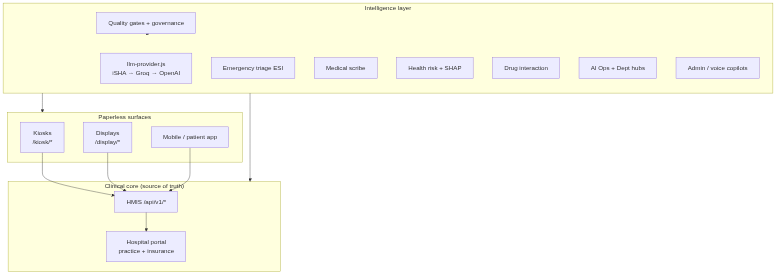 Intelligence layer
Quality gates + governance
llm-provider.js
iSHA → Groq → OpenAI
Emergency triage ESI
Medical scribe
Health risk + SHAP
Drug interaction
AI Ops + Dept hubs
Admin / voice copilots
Paperless surfaces
Kiosks
/kiosk/*
Displays
/display/*
Mobile / patient app
Clinical core (source of truth)
HMIS /api/v1/*
Hospital portal
practice + insurance